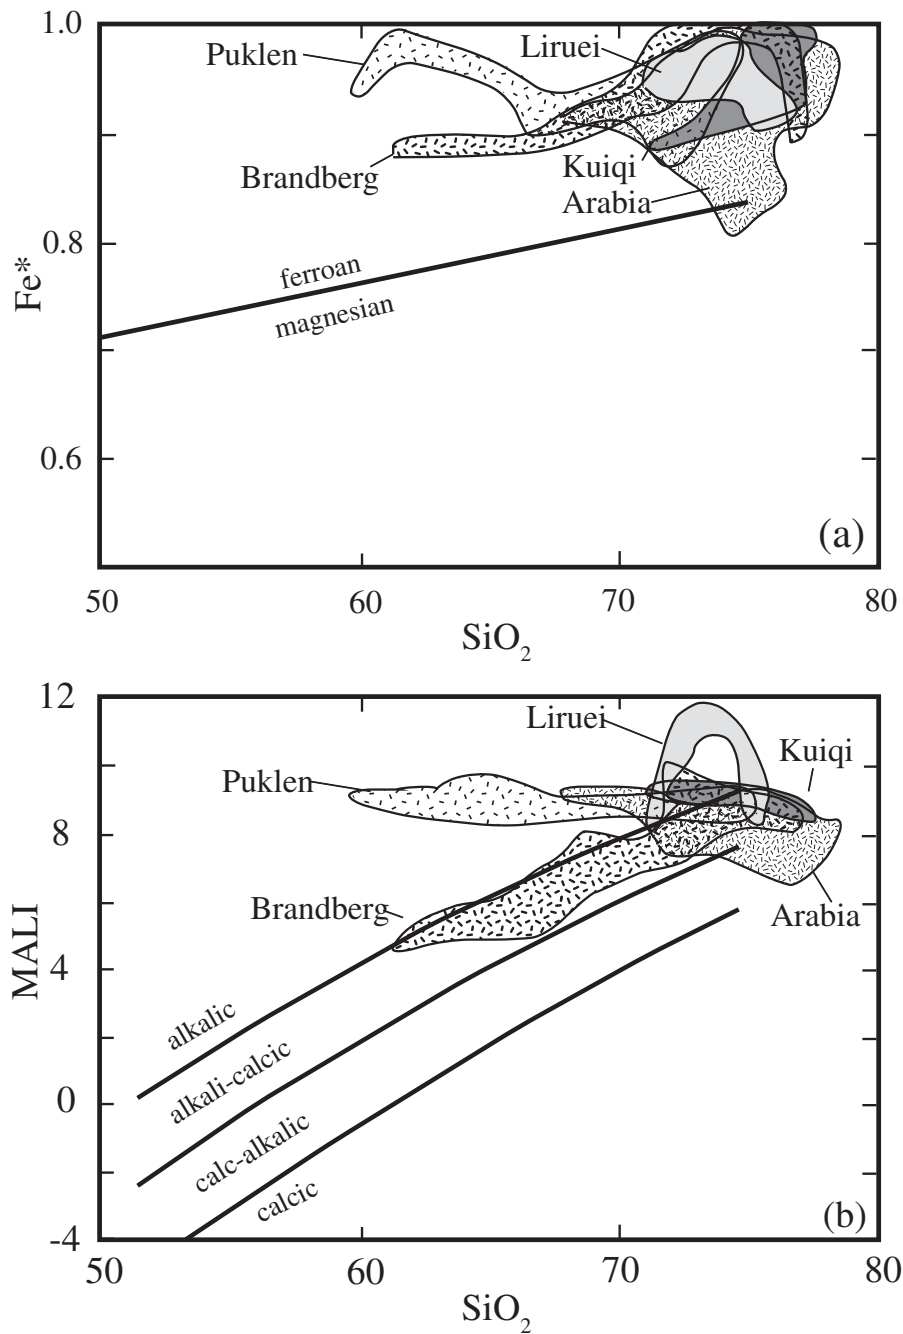 1.0
Puklen
Liruei
Brandberg
Kuiqi
Arabia
0.8
Fe*
ferroan
magnesian
0.6
(a)
50 60 70 80
SiO₂
12
Liruei
Kuiqi
Puklen
8
Brandberg
Arabia
MALI
4
alkalic
0
alkali-calcic
calc-alkalic
calcic
(b)
-4
50 60 70 80
SiO₂